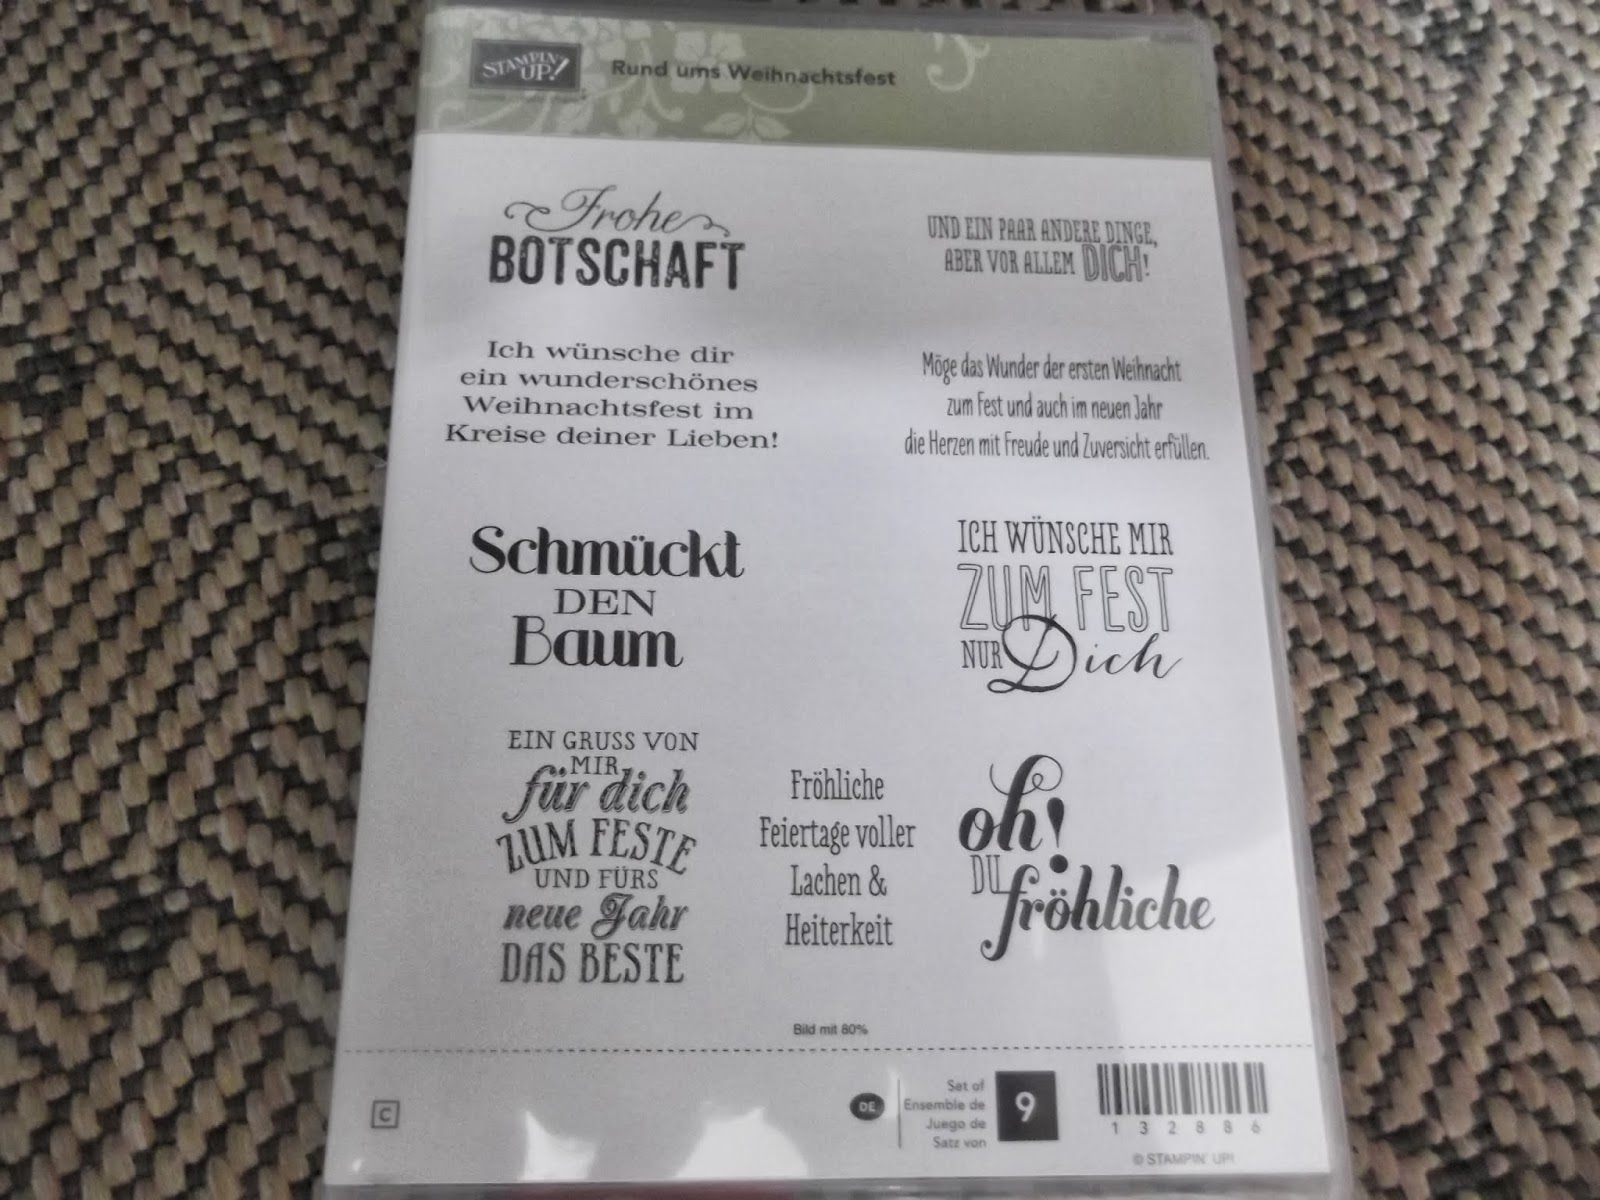 STAMPIN' UP!
Rund ums Weihnachtsfest
Frohe
BOTSCHAFT
UND EIN PAAR ANDERE DINGE,
ABER VOR ALLEM DICH!
Ich wünsche dir
ein wunderschönes
Weihnachtsfest im
Kreise deiner Lieben!
Möge das Wunder der ersten Weihnacht
zum Fest und auch im neuen Jahr
die Herzen mit Freude und Zuversicht erfüllen.
Schmückt
DEN
Baum
ICH WÜNSCHE MIR
ZUM FEST
NUR Dich
EIN GRUSS VON
MIR
für dich
ZUM FESTE
UND FÜRS
neue Jahr
DAS BESTE
Fröhliche
Feiertage voller
Lachen &
Heiterkeit
oh!
DU
fröhliche
Bild mit 80%
C
DE
Set of
Ensemble de
Juego de
Satz von
9
132886
© STAMPIN' UP!